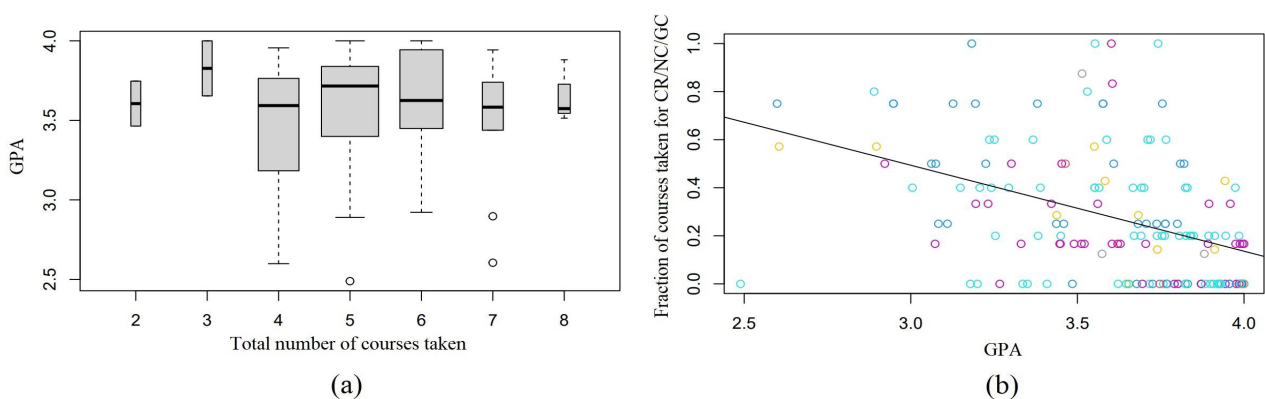 4.0
3.5
3.0
2.5
GPA
2 3 4 5 6 7 8
Total number of courses taken
(a)
1.0
0.8
0.6
0.4
0.2
0.0
Fraction of courses taken for CR/NC/GC
2.5 3.0 3.5 4.0
GPA
(b)